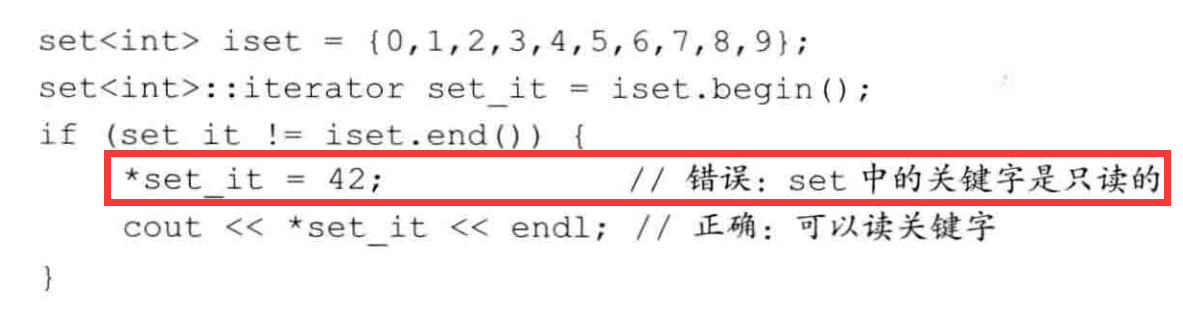 set<int> iset = {0,1,2,3,4,5,6,7,8,9};
set<int>::iterator set_it = iset.begin();
if (set it != iset.end()) {
*set_it = 42; // 错误：set 中的关键字是只读的
cout << *set_it << endl; // 正确：可以读关键字
}